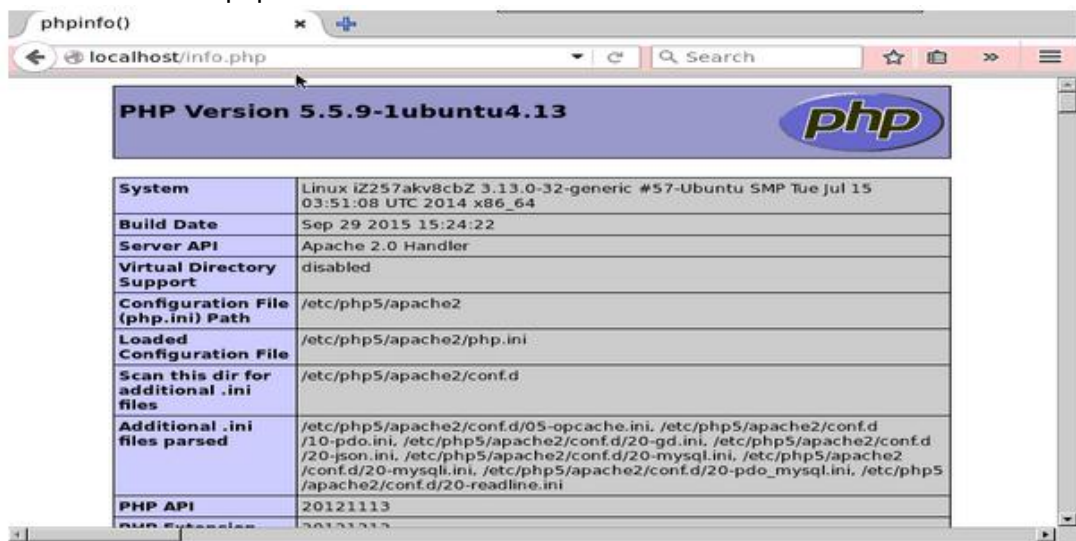 phpinfo()
localhost/info.php
Search
PHP Version 5.5.9-1ubuntu4.13
php
System
Linux iZ257akv8cbZ 3.13.0-32-generic #57-Ubuntu SMP Tue Jul 15
03:51:08 UTC 2014 x86_64
Build Date
Sep 29 2015 15:24:22
Server API
Apache 2.0 Handler
Virtual Directory
Support
disabled
Configuration File
(php.ini) Path
/etc/php5/apache2
Loaded
Configuration File
/etc/php5/apache2/php.ini
Scan this dir for
additional .ini
files
/etc/php5/apache2/conf.d
Additional .ini
files parsed
/etc/php5/apache2/conf.d/05-opcache.ini, /etc/php5/apache2/conf.d
/10-pdo.ini, /etc/php5/apache2/conf.d/20-gd.ini, /etc/php5/apache2/conf.d
/20-json.ini, /etc/php5/apache2/conf.d/20-mysql.ini, /etc/php5/apache2
/conf.d/20-mysqli.ini, /etc/php5/apache2/conf.d/20-pdo_mysql.ini, /etc/php5
/apache2/conf.d/20-readline.ini
PHP API
20121113